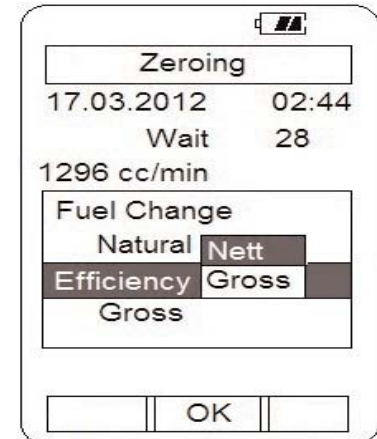 Zeroing
17.03.2012 02:44
Wait 28
1296 cc/min
Fuel Change
Natural Nett
Efficiency Gross
Gross
OK